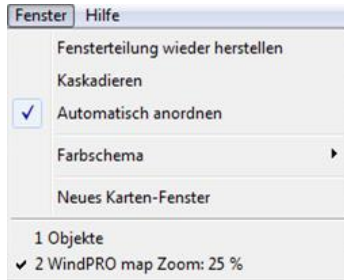 Fenster Hilfe
Fensterteilung wieder herstellen
Kaskadieren
Automatisch anordnen
Farbschema
Neues Karten-Fenster
1 Objekte
2 WindPRO map Zoom: 25 %